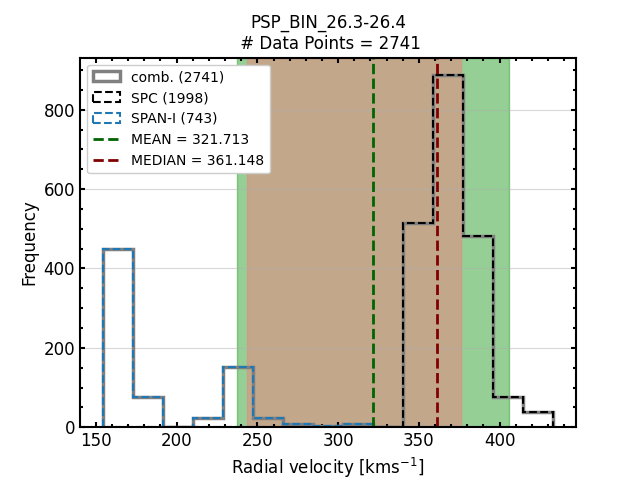 PSP_BIN_26.3-26.4
# Data Points = 2741
comb. (2741)
SPC (1998)
SPAN-I (743)
MEAN = 321.713
MEDIAN = 361.148
Frequency
800
600
400
200
0
150 200 250 300 350 400
Radial velocity [kms⁻¹]